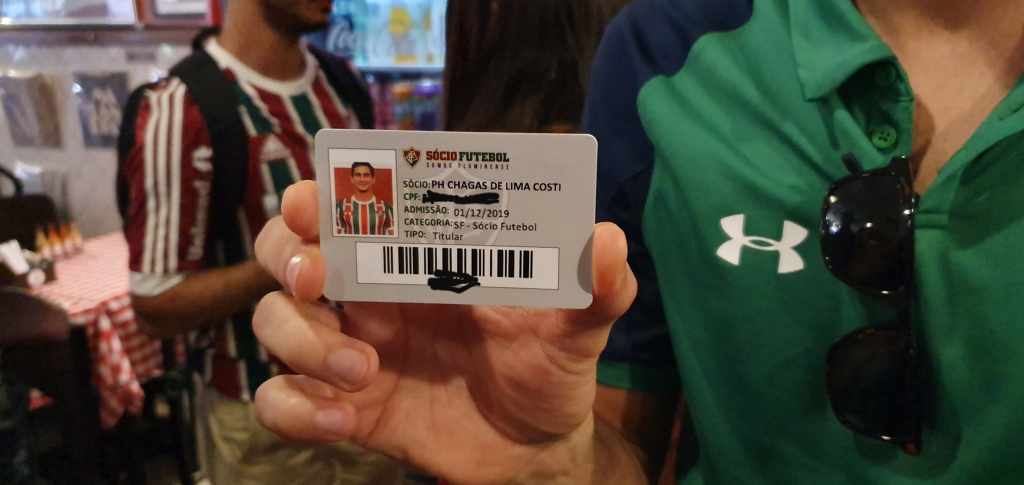 SÓCIO FUTEBOL
SOMOS FLUMINENSE
SÓCIO: PH CHAGAS DE LIMA COSTI
CPF:
ADMISSÃO: 01/12/2019
CATEGORIA: SF - Sócio Futebol
TIPO: Titular